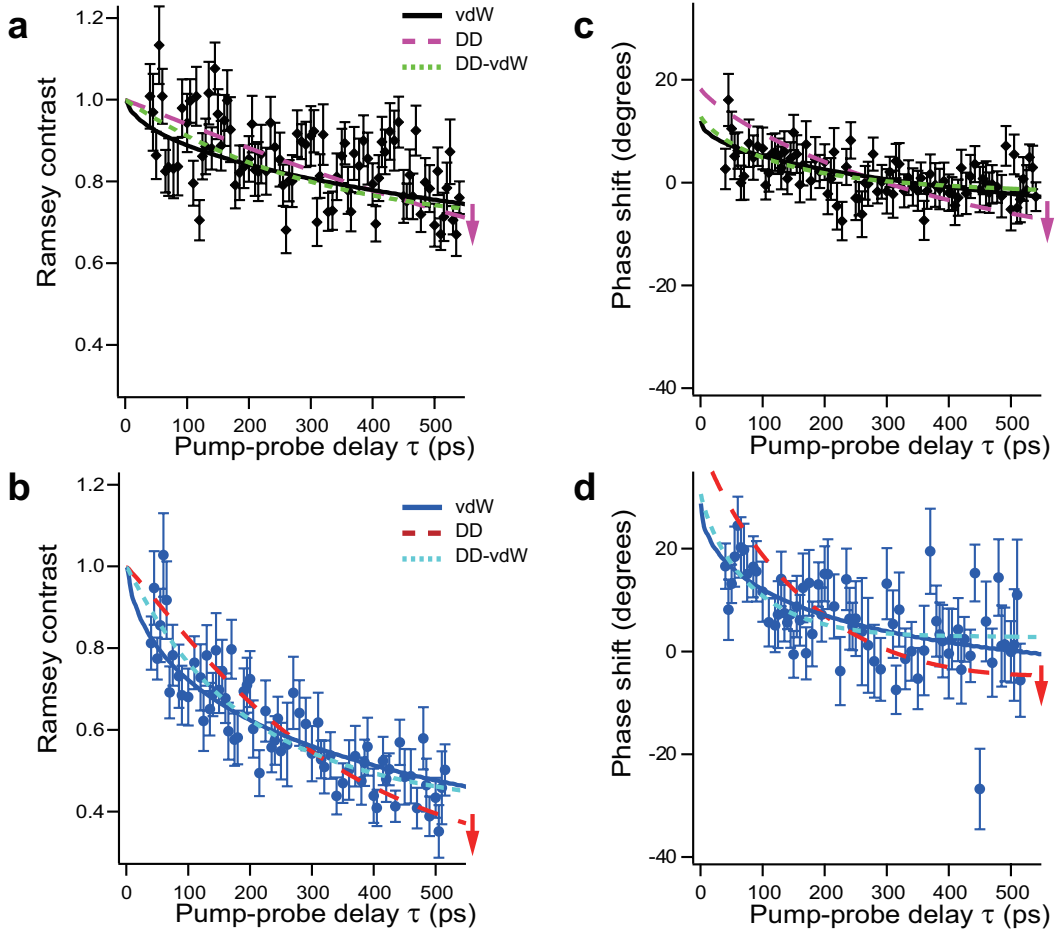 a
vdW
DD
DD-vdW
1.2
1.0
0.8
0.6
0.4
Ramsey contrast
0 100 200 300 400 500
Pump-probe delay τ (ps)
c
20
0
-20
-40
Phase shift (degrees)
0 100 200 300 400 500
Pump-probe delay τ (ps)
b
vdW
DD
DD-vdW
1.2
1.0
0.8
0.6
0.4
Ramsey contrast
0 100 200 300 400 500
Pump-probe delay τ (ps)
d
20
0
-20
-40
Phase shift (degrees)
0 100 200 300 400 500
Pump-probe delay τ (ps)